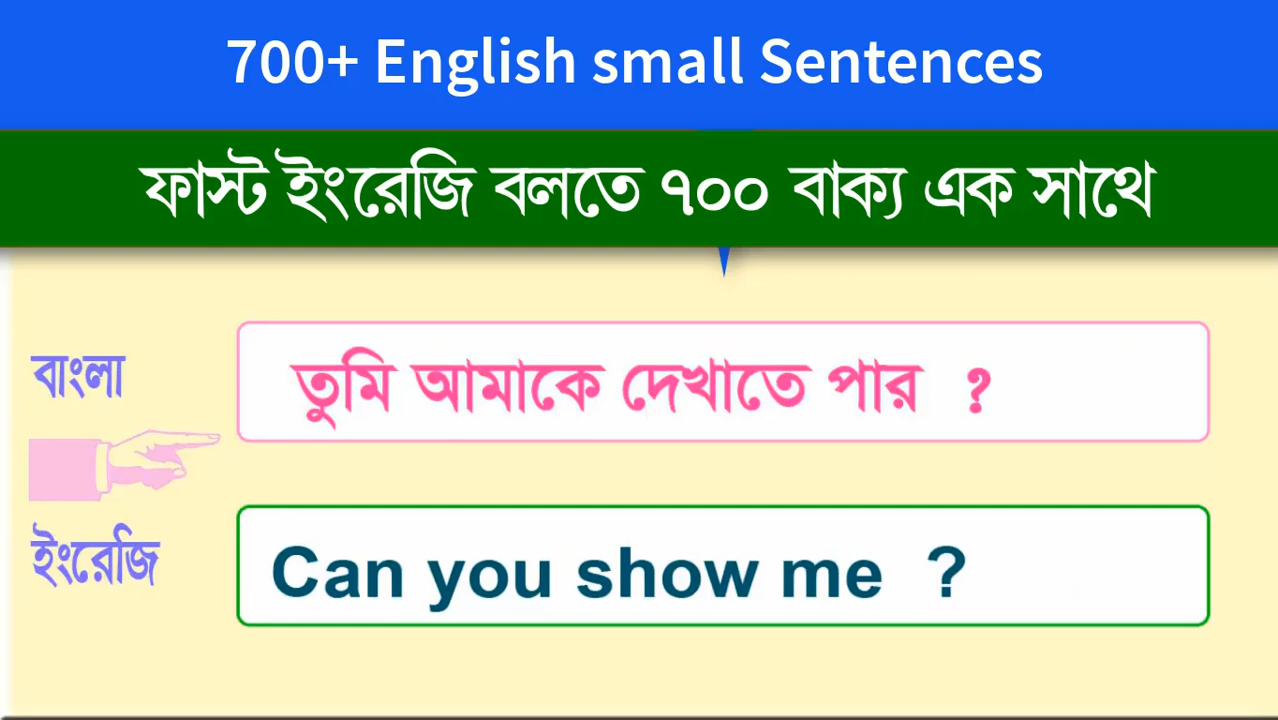 700+ English small Sentences
ফাস্ট ইংরেজি বলতে ৭০০ বাক্য এক সাথে
বাংলা
তুমি আমাকে দেখাতে পার ?
ইংরেজি
Can you show me ?